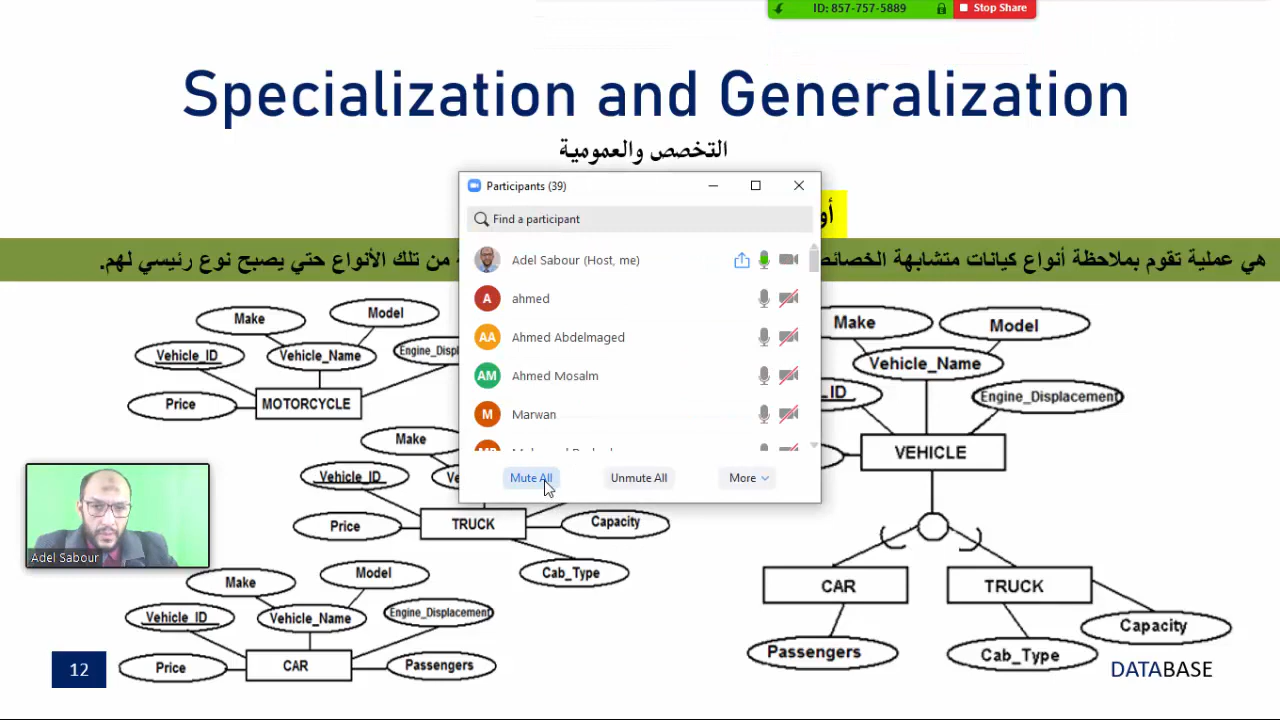 ID: 857-757-5889
Stop Share
Specialization and Generalization
التخصص والعمومية
Participants (39)
Find a participant
Adel Sabour (Host, me)
A ahmed
AA Ahmed Abdelmaged
AM Ahmed Mosalm
M Marwan
Mute All
Unmute All
More
هي عملية تقوم بملاحظة أنواع كيانات متشابهة
من تلك الأنواع حتي يصبح نوع رئيسي لهم.
Make
Model
Vehicle_ID
Vehicle_Name
Price
MOTORCYCLE
Make
Vehicle_ID
Price
TRUCK
Capacity
Cab_Type
Make
Model
Vehicle_ID
Vehicle_Name
Engine_Displacement
Price
CAR
Passengers
Make
Model
Vehicle_Name
_ID
Engine_Displacement
VEHICLE
CAR
TRUCK
Passengers
Cab_Type
Capacity
Adel Sabour
12
DATABASE